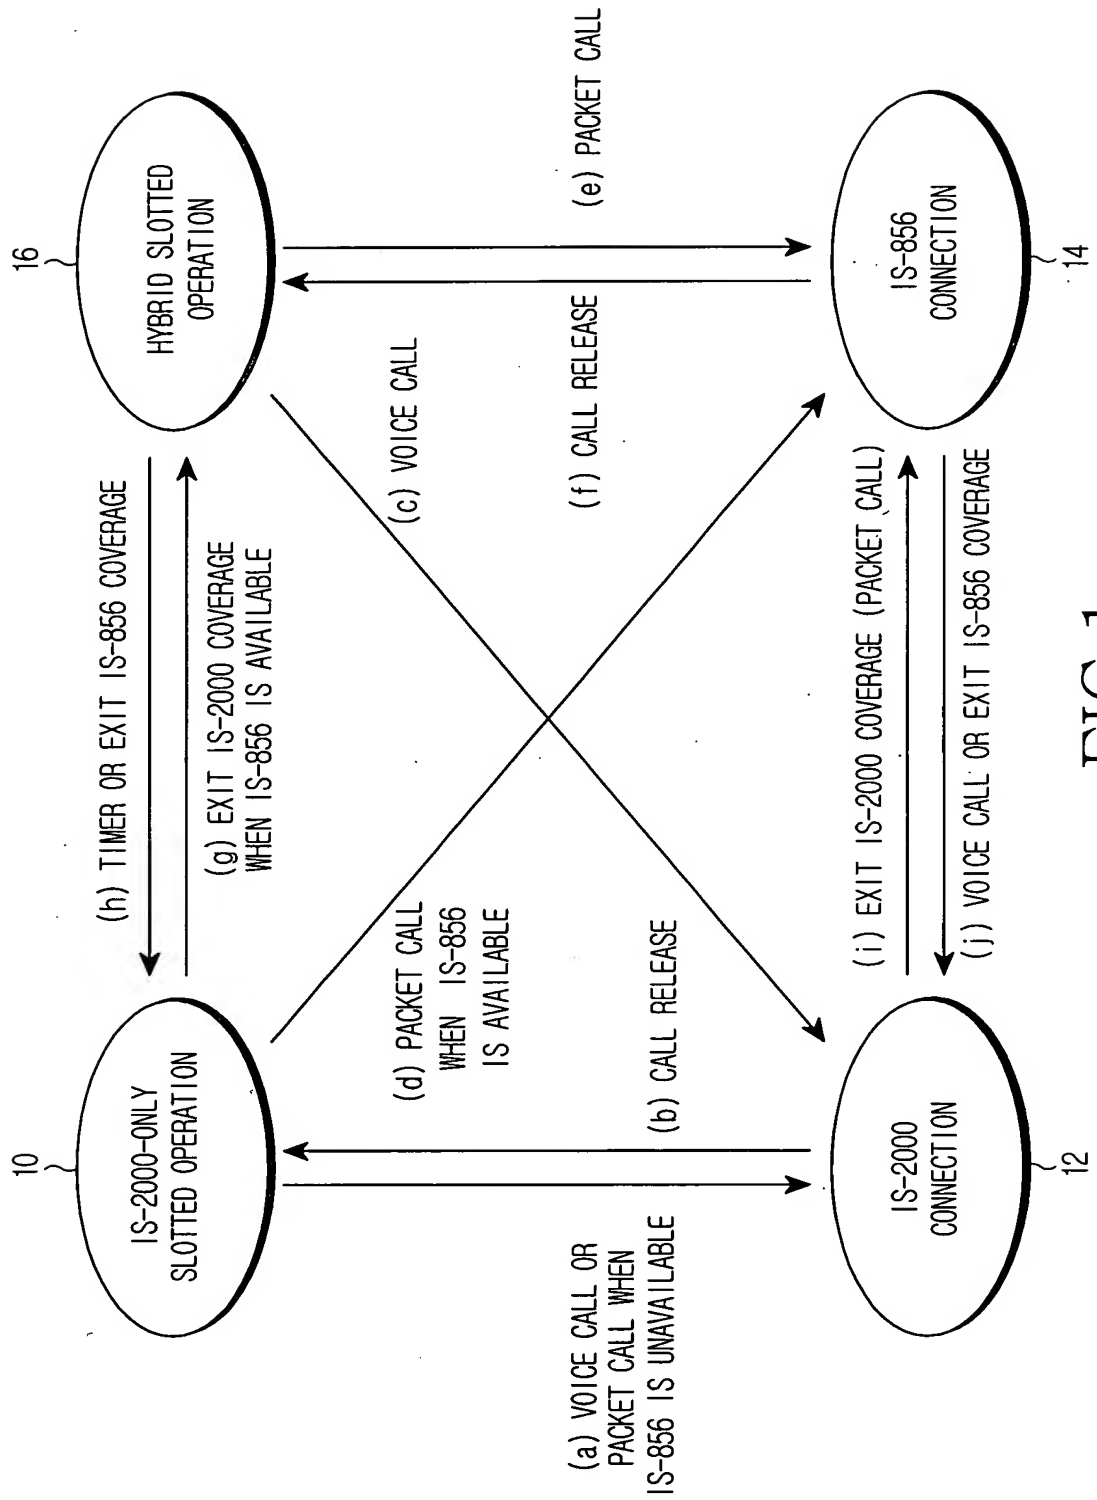 10
IS-2000-ONLY
SLOTTED OPERATION
16
HYBRID SLOTTED
OPERATION
(h) TIMER OR EXIT IS-856 COVERAGE
(g) EXIT IS-2000 COVERAGE
WHEN IS-856 IS AVAILABLE
(d) PACKET CALL
WHEN IS-856
IS AVAILABLE
(c) VOICE CALL
(a) VOICE CALL OR
PACKET CALL WHEN
IS-856 IS UNAVAILABLE
(b) CALL RELEASE
(f) CALL RELEASE
(e) PACKET CALL
(i) EXIT IS-2000 COVERAGE (PACKET CALL)
(j) VOICE CALL OR EXIT IS-856 COVERAGE
IS-2000
CONNECTION
12
IS-856
CONNECTION
14
FIG. 1